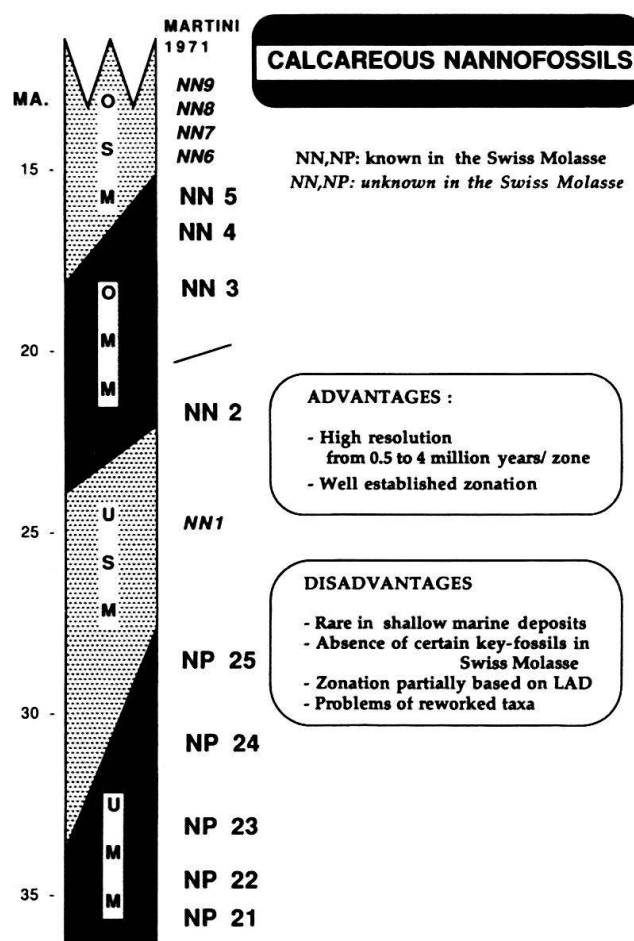 MARTINI
1971
CALCAREOUS NANNOFOSSILS
MA.
NN9
NN8
NN7
NN6
NN,NP: known in the Swiss Molasse
NN,NP: unknown in the Swiss Molasse
15 -
O
S
M
NN 5
NN 4
NN 3
O
M
M
20 -
NN 2
ADVANTAGES :
- High resolution
from 0.5 to 4 million years/ zone
- Well established zonation
25 -
U
S
M
NN1
DISADVANTAGES
- Rare in shallow marine deposits
- Absence of certain key-fossils in
Swiss Molasse
- Zonation partially based on LAD
- Problems of reworked taxa
NP 25
30 -
NP 24
U
M
M
NP 23
NP 22
35 -
NP 21